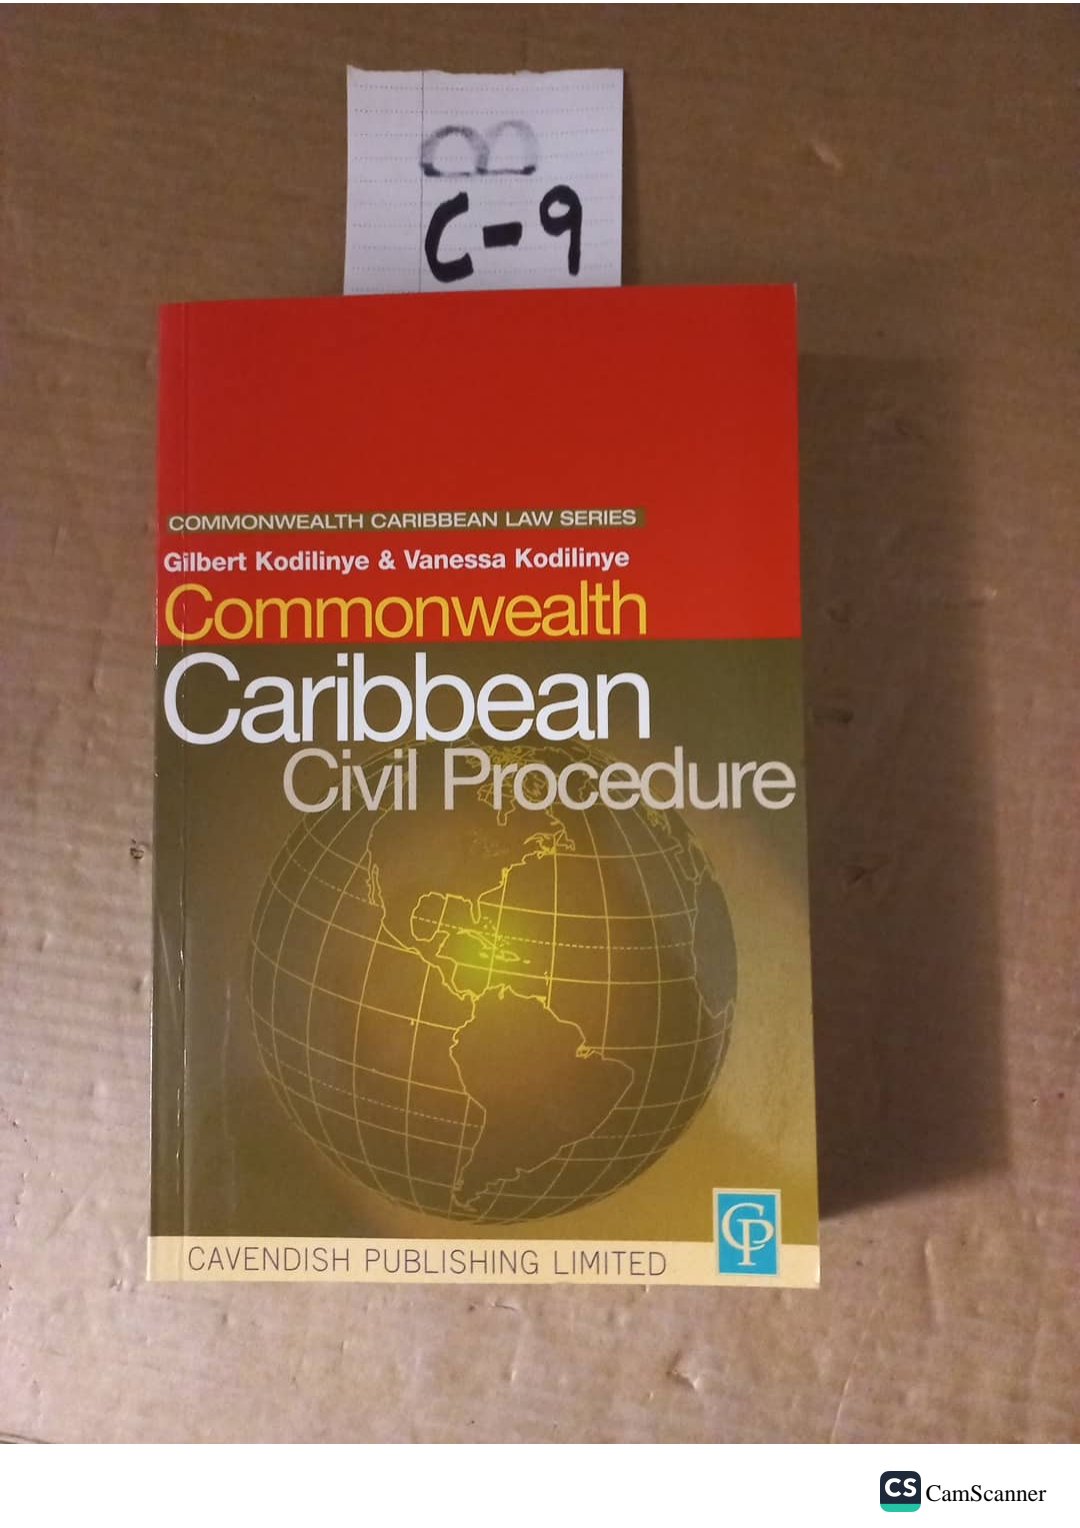 C-9
COMMONWEALTH CARIBBEAN LAW SERIES
Gilbert Kodilinye & Vanessa Kodilinye
Commonwealth
Caribbean
Civil Procedure
CAVENDISH PUBLISHING LIMITED
CP
CS CamScanner